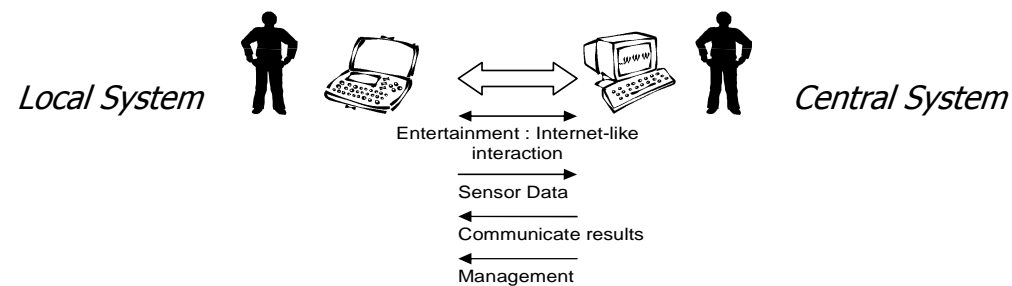 www
Local System
Central System
Entertainment : Internet-like
interaction
Sensor Data
Communicate results
Management